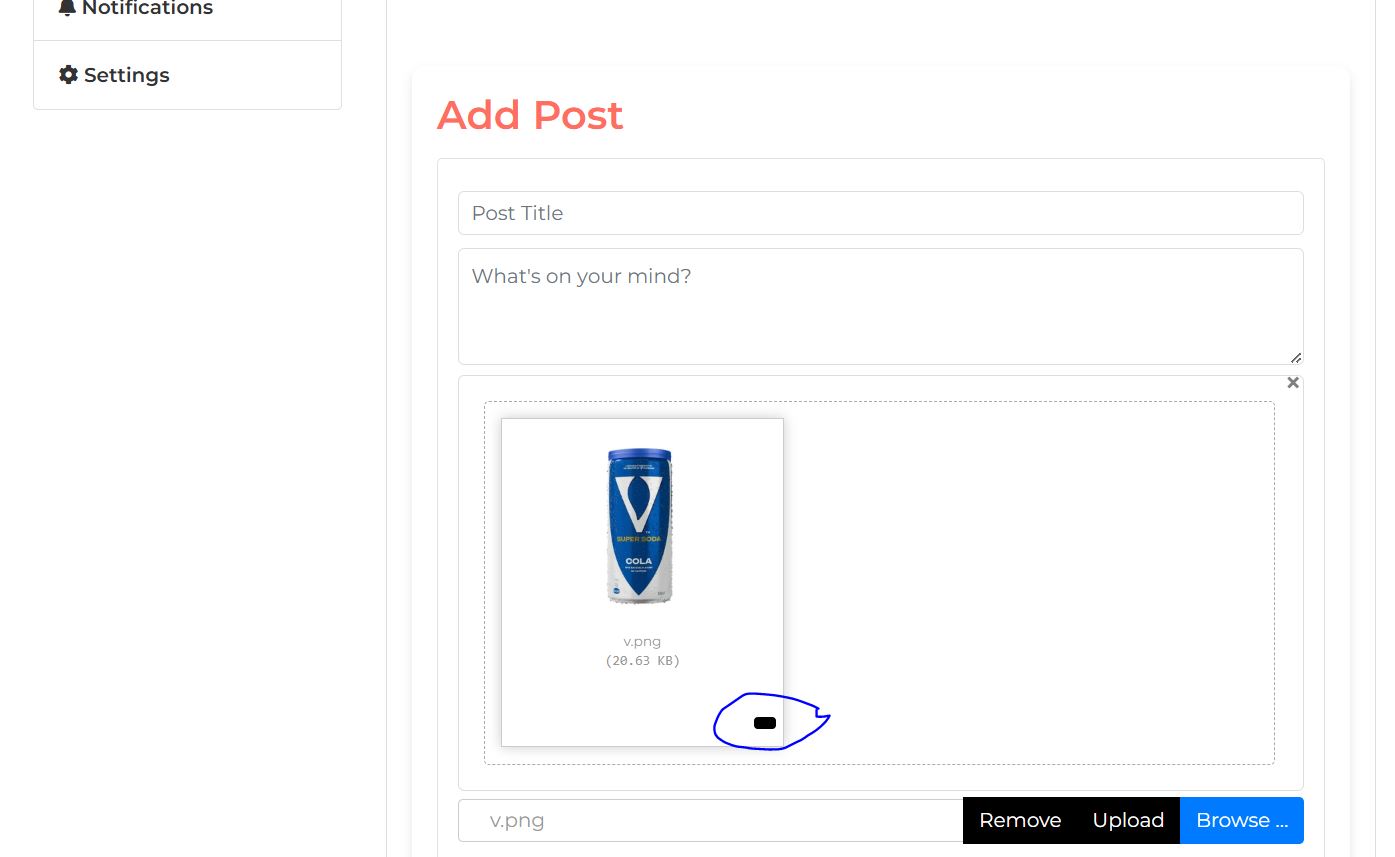 Notifications
Settings
Add Post
Post Title
What's on your mind?
V
SUPER SODA
COLA
v.png
(20.63 KB)
v.png
Remove
Upload
Browse ...